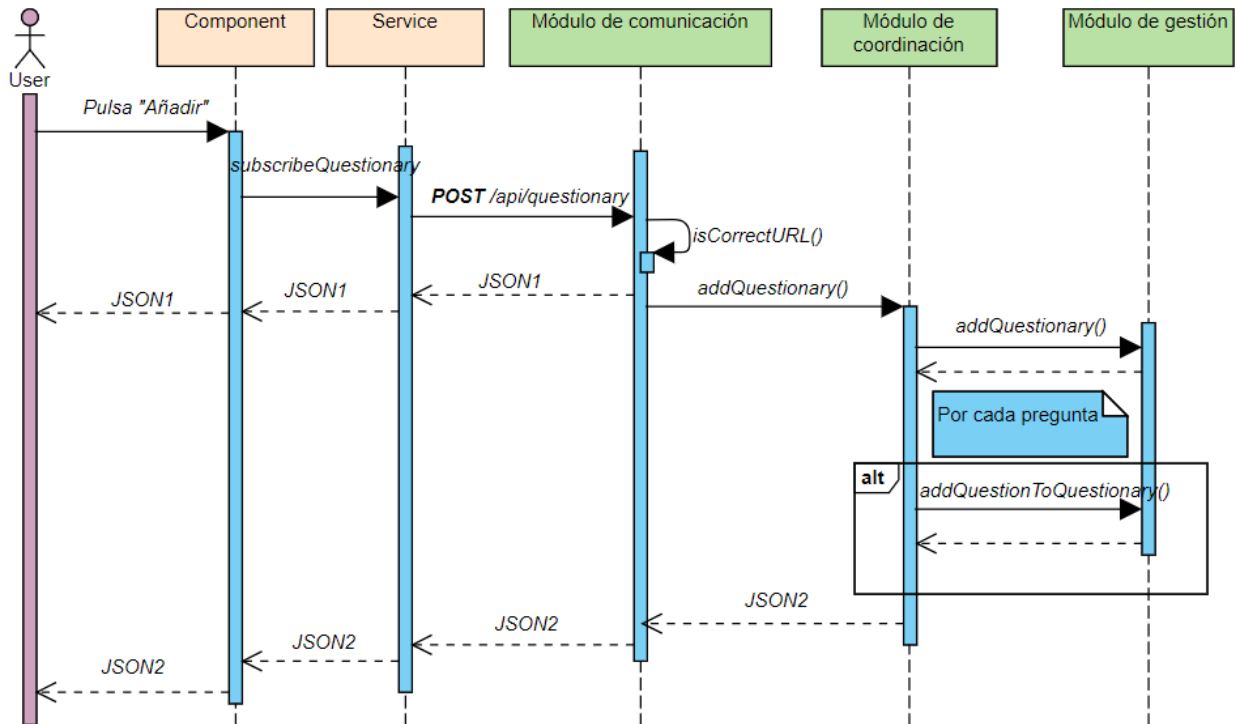 Component
Service
Módulo de comunicación
Módulo de
coordinación
Módulo de gestión
User
Pulsa "Añadir"
subscribeQuestionary
POST /api/questionary
isCorrectURL()
JSON1
JSON1
JSON1
addQuestionary()
addQuestionary()
Por cada pregunta
alt
addQuestionToQuestionary()
JSON2
JSON2
JSON2
JSON2